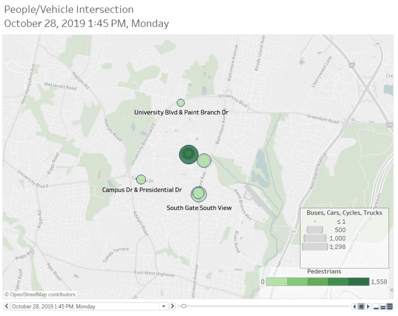 People/Vehicle Intersection
October 28, 2019 1:45 PM, Monday
University Blvd & Paint Branch Dr
Campus Dr & Presidential Dr
South Gate South View
Buses, Cars, Cycles, Trucks
≤ 1
500
1,000
1,298
Pedestrians
0
1,558
© OpenStreetMap contributors
October 28, 2019 1:45 PM, Monday